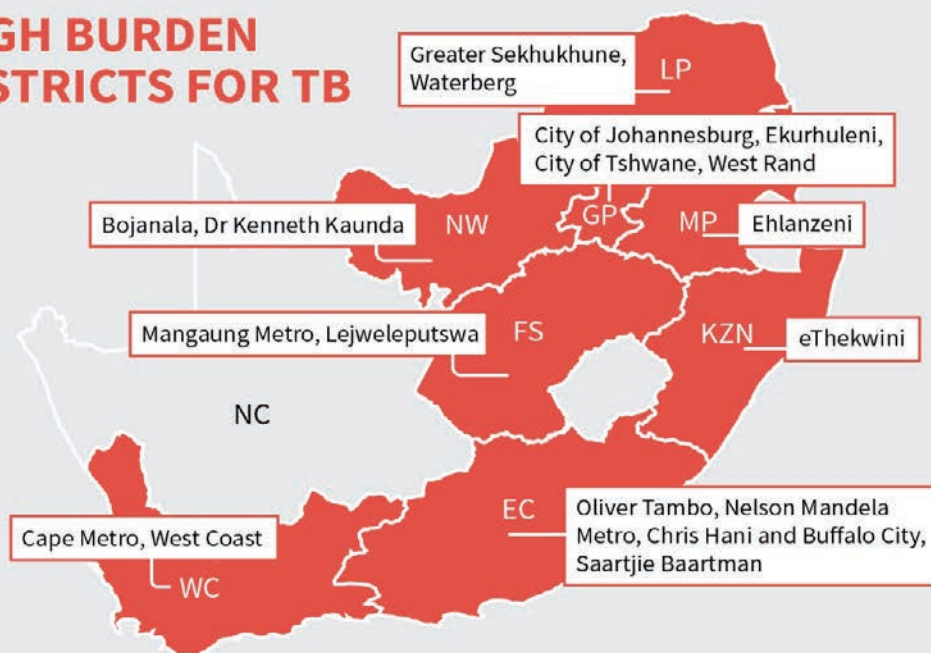 GH BURDEN
STRICTS FOR TB
Greater Sekhukhune,
Waterberg
LP
City of Johannesburg, Ekurhuleni,
City of Tshwane, West Rand
Bojanala, Dr Kenneth Kaunda
NW
GP
MP
Ehlanzeni
Mangaung Metro, Lejweleputswa
FS
KZN
eThekwini
NC
EC
Oliver Tambo, Nelson Mandela
Metro, Chris Hani and Buffalo City,
Saartjie Baartman
Cape Metro, West Coast
WC